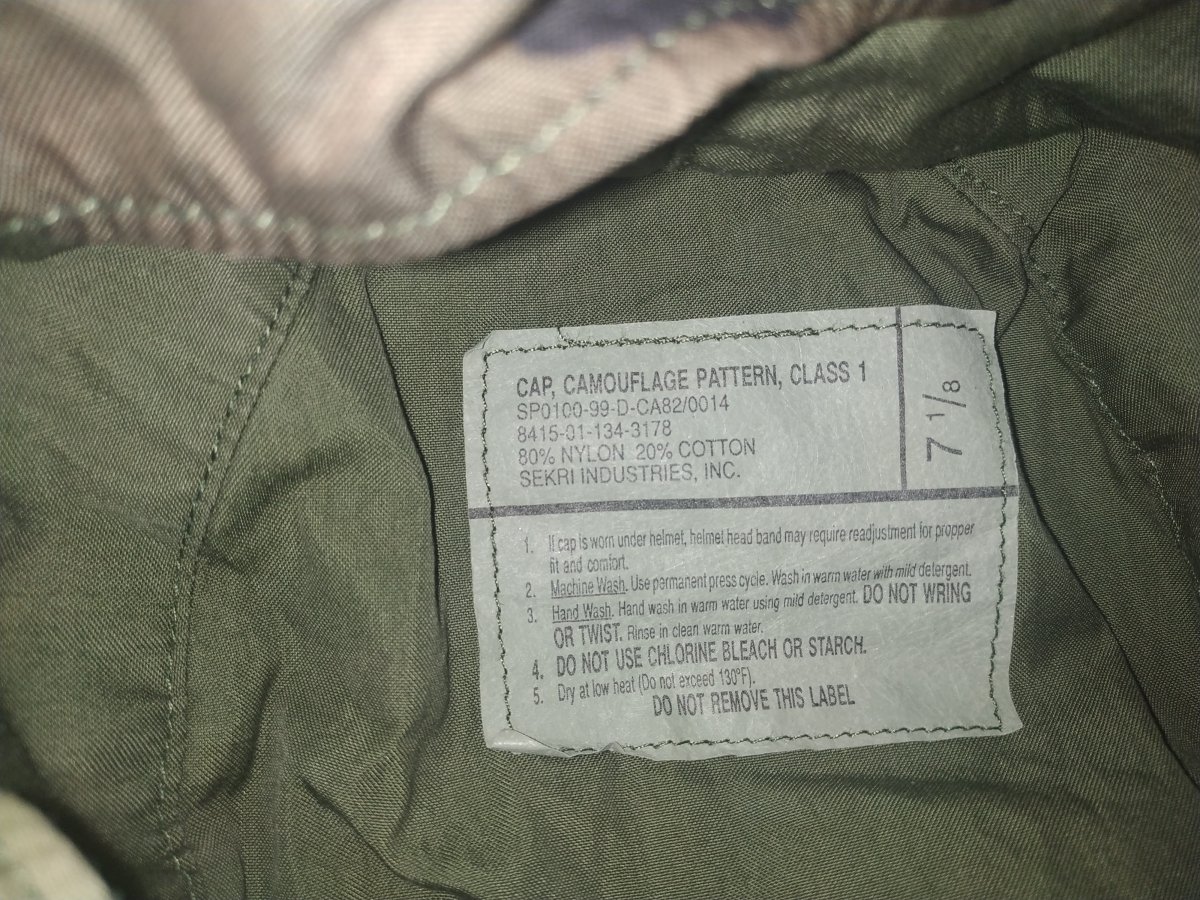 CAP, CAMOUFLAGE PATTERN, CLASS 1
SP0100-99-D-CA82/0014
8415-01-134-3178
80% NYLON 20% COTTON
SEKRI INDUSTRIES, INC.
7 1/8
1. If cap is worn under helmet, helmet head band may require readjustment for propper
fit and comfort.
2. Machine Wash. Use permanent press cycle. Wash in warm water with mild detergent.
3. Hand Wash. Hand wash in warm water using mild detergent. DO NOT WRING
OR TWIST. Rinse in clean warm water.
4. DO NOT USE CHLORINE BLEACH OR STARCH.
5. Dry at low heat (Do not exceed 130°F).
DO NOT REMOVE THIS LABEL